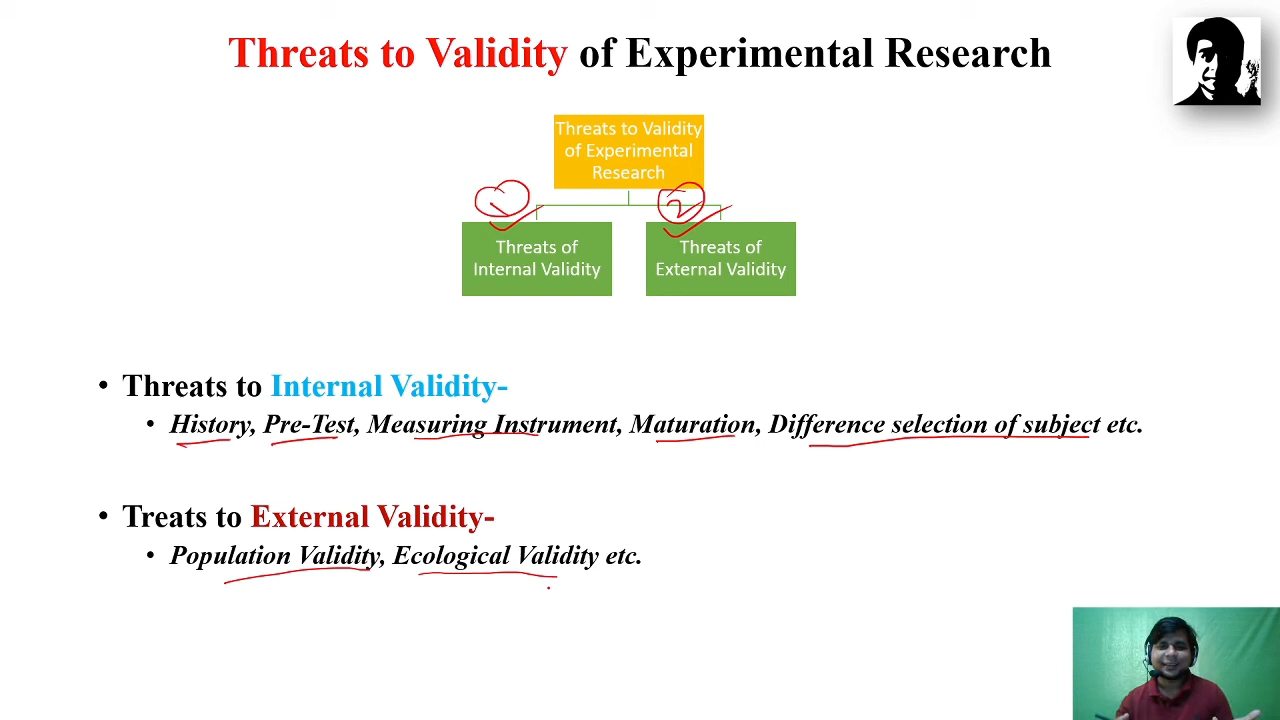 Threats to Validity of Experimental Research
Threats to Validity
of Experimental
Research
2
Threats of
Internal Validity
Threats of
External Validity
• Threats to Internal Validity-
• History, Pre-Test, Measuring Instrument, Maturation, Difference selection of subject etc.
• Treats to External Validity-
• Population Validity, Ecological Validity etc.